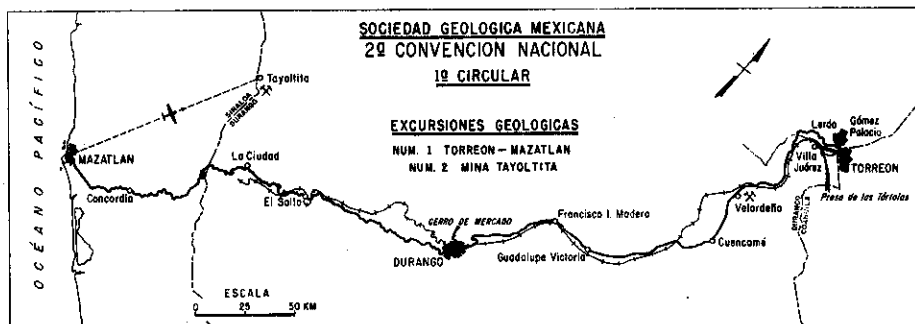 SOCIEDAD GEOLOGICA MEXICANA
2º CONVENCION NACIONAL
1º CIRCULAR
EXCURSIONES GEOLOGICAS
NUM. 1 TORREON – MAZATLAN
NUM. 2 MINA TAYOLTITA
OCÉANO PACÍFICO
Tayoltita
SINALOA
DURANGO
MAZATLAN
Concordia
La Ciudad
El Salto
CERRO DE MERCADO
DURANGO
Francisco I. Madero
Guadalupe Victoria
Cuencamé
Velardeña
Villa
Juárez
Lerdo
Gómez
Palacio
TORREON
Presa de las Tórtolas
DURANGO
COAHUILA
ESCALA
0 25 50 KM